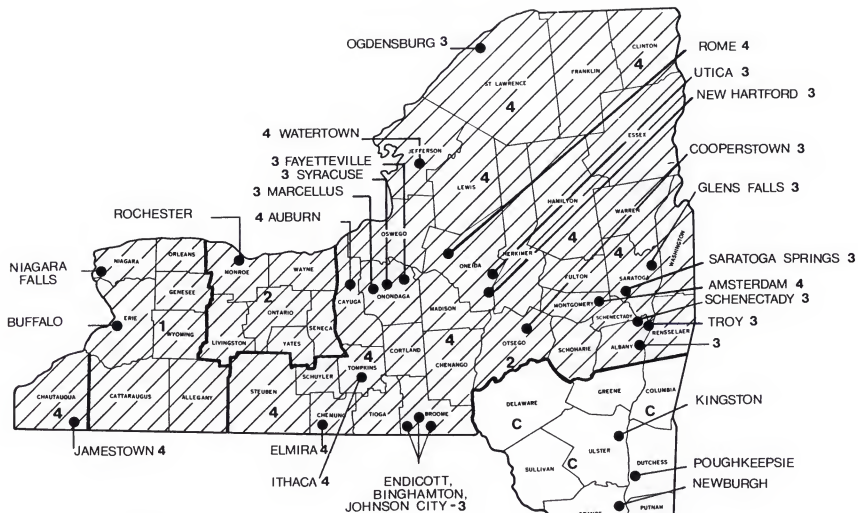 OGDENSBURG 3
ROME 4
UTICA 3
NEW HARTFORD 3
COOPERSTOWN 3
GLENS FALLS 3
SARATOGA SPRINGS 3
AMSTERDAM 4
SCHENECTADY 3
TROY 3
3
KINGSTON
POUGHKEEPSIE
NEWBURGH
4 WATERTOWN
3 FAYETTEVILLE
3 SYRACUSE
3 MARCELLUS
4 AUBURN
ROCHESTER
NIAGARA
FALLS
BUFFALO
JAMESTOWN 4
ELMIRA 4
ITHACA 4
ENDICOTT,
BINGHAMTON,
JOHNSON CITY - 3
CLINTON
4
FRANKLIN
ST LAWRENCE
4
ESSEX
JEFFERSON
LEWIS
4
HAMILTON
4
WARREN
4
WASHINGTON
OSWEGO
ONEIDA
HERKIMER
FULTON
SARATOGA
MONTGOMERY
SCHENECTADY
RENSSELAER
ALBANY
SCHOHARIE
OTSEGO
2
NIAGARA
ORLEANS
GENESEE
ERIE
1
WYOMING
MONROE
WAYNE
2
ONTARIO
LIVINGSTON
YATES
SENECA
CAYUGA
ONONDAGA
MADISON
CORTLAND
4
CHENANGO
4
TOMPKINS
SCHUYLER
STEUBEN
4
CHEMUNG
TIOGA
BROOME
CHAUTAUQUA
4
CATTARAUGUS
ALLEGANY
DELAWARE
C
GREENE
COLUMBIA
C
ULSTER
C
SULLIVAN
DUTCHESS
ORANGE
PUTNAM